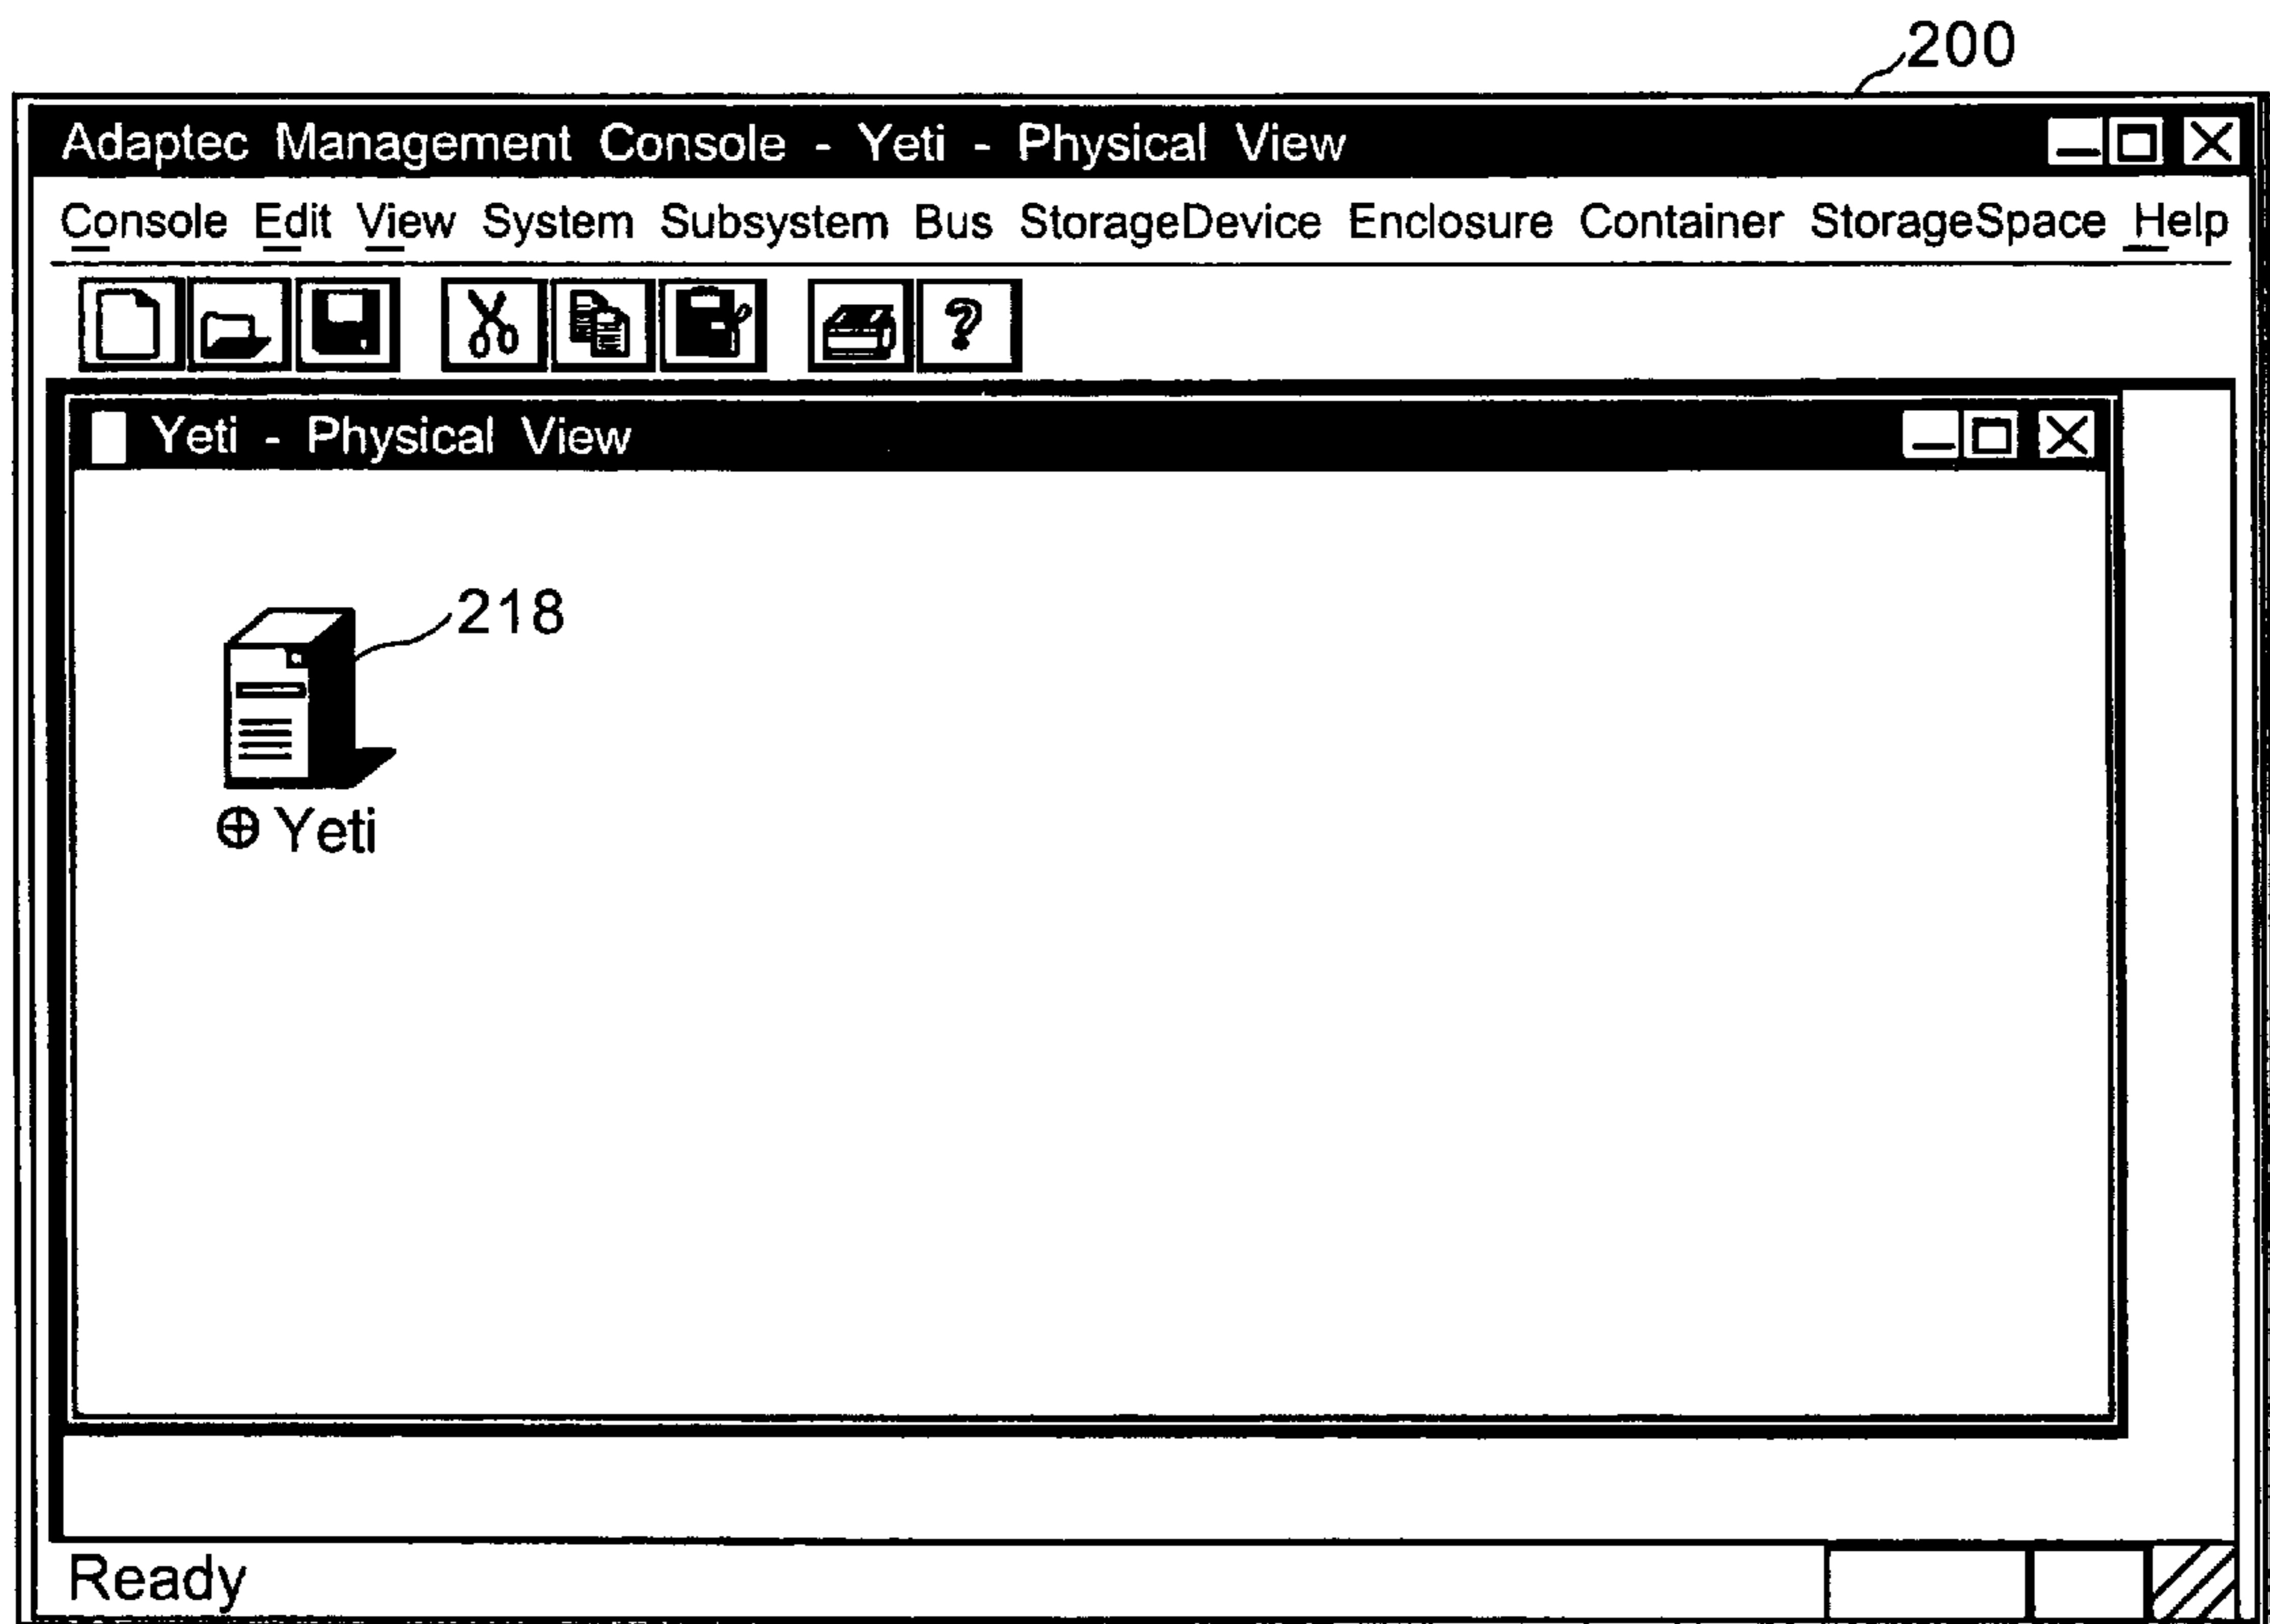 200
Adaptec Management Console - Yeti - Physical View
Console Edit View System Subsystem Bus StorageDevice Enclosure Container StorageSpace Help
?
Yeti - Physical View
218
⊕ Yeti
Ready